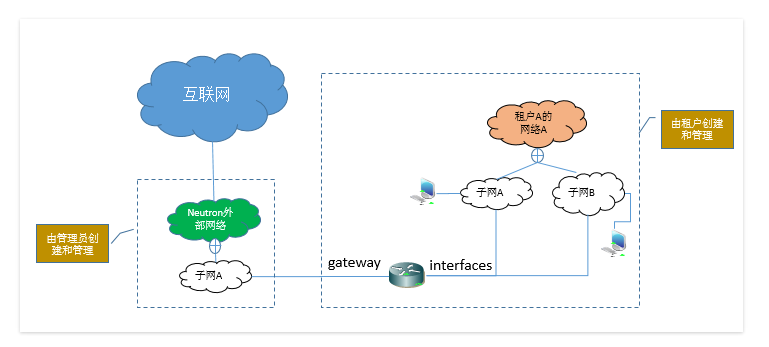 互联网
租户A的
网络A
由租户创建
和管理
子网A
子网B
Neutron外
部网络
由管理员创
建和管理
子网A
gateway
interfaces